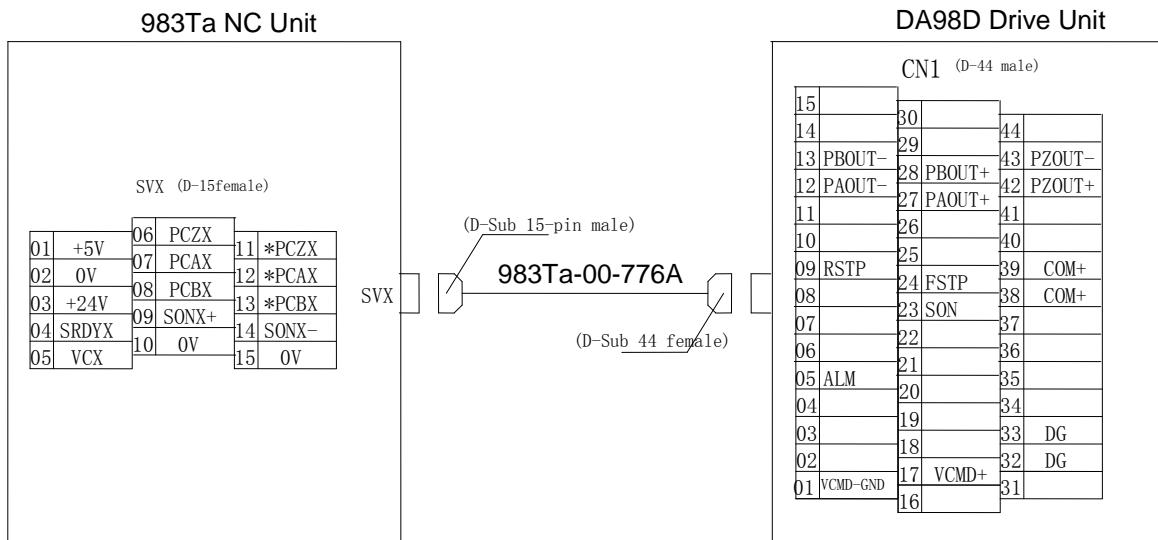 983Ta NC Unit
DA98D Drive Unit
CN1 (D-44 male)
SVX (D-15female)
01 +5V
02 0V
03 +24V
04 SRDYX
05 VCX
06 PCZX
07 PCAX
08 PCBX
09 SONX+
10 0V
11 *PCZX
12 *PCAX
13 *PCBX
14 SONX-
15 0V
SVX
(D-Sub 15-pin male)
983Ta-00-776A
(D-Sub 44 female)
15
14
13 PBOUT-
12 PAOUT-
11
10
09 RSTP
08
07
06
05 ALM
04
03
02
01 VCMD-GND
30
29
28 PBOUT+
27 PAOUT+
26
25
24 FSTP
23 SON
22
21
20
19
18
17 VCMD+
16
44
43 PZOUT-
42 PZOUT+
41
40
39 COM+
38 COM+
37
36
35
34
33 DG
32 DG
31